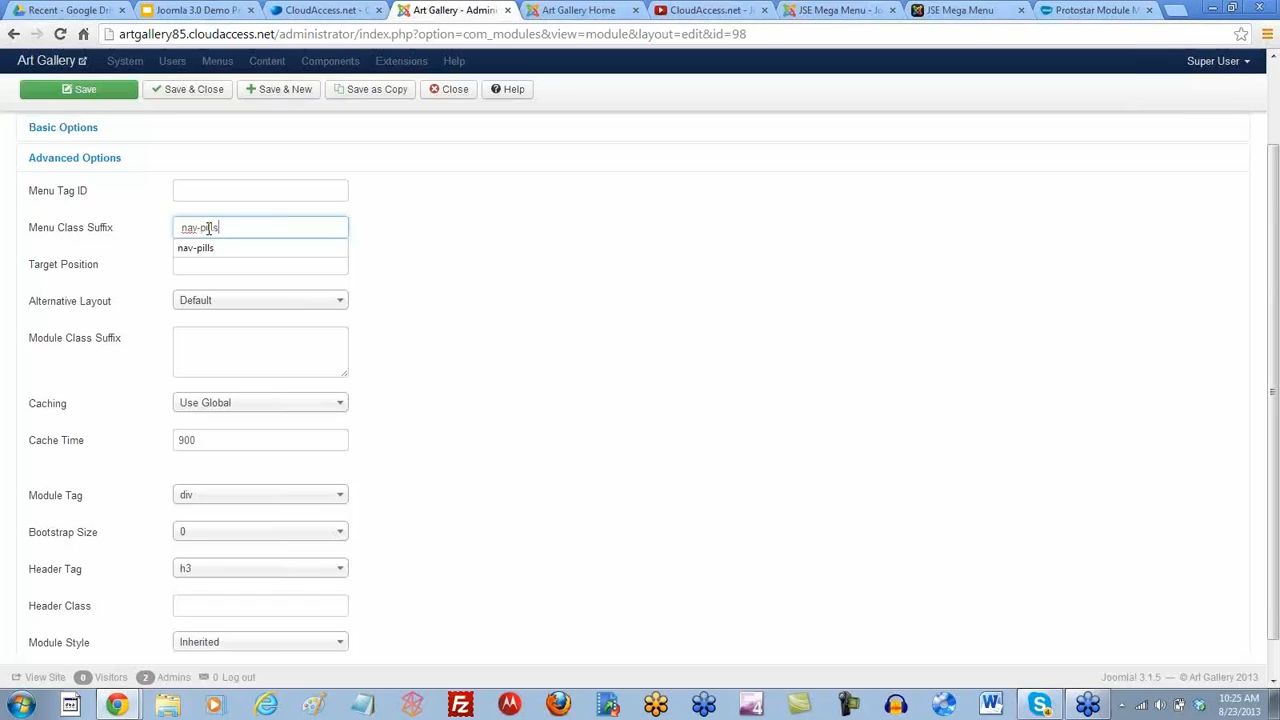 Recent - Google Dri
Joomla 3.0 Demo P
CloudAccess.net - C
Art Gallery - Admini
Art Gallery Home
CloudAccess.net - J
JSE Mega Menu - Jo
JSE Mega Menu
Protostar Module M
artgallery85.cloudaccess.net/administrator/index.php?option=com_modules&view=module&layout=edit&id=98
Art Gallery System Users Menus Content Components Extensions Help Super User
Save Save & Close Save & New Save as Copy Close Help
Basic Options
Advanced Options
Menu Tag ID
Menu Class Suffix nav-pills
nav-pills
Target Position
Alternative Layout Default
Module Class Suffix
Caching Use Global
Cache Time 900
Module Tag div
Bootstrap Size 0
Header Tag h3
Header Class
Module Style Inherited
View Site 0 Visitors 2 Admins 0 Log out Joomla! 3.1.5 — © Art Gallery 2013
10:25 AM
8/23/2013